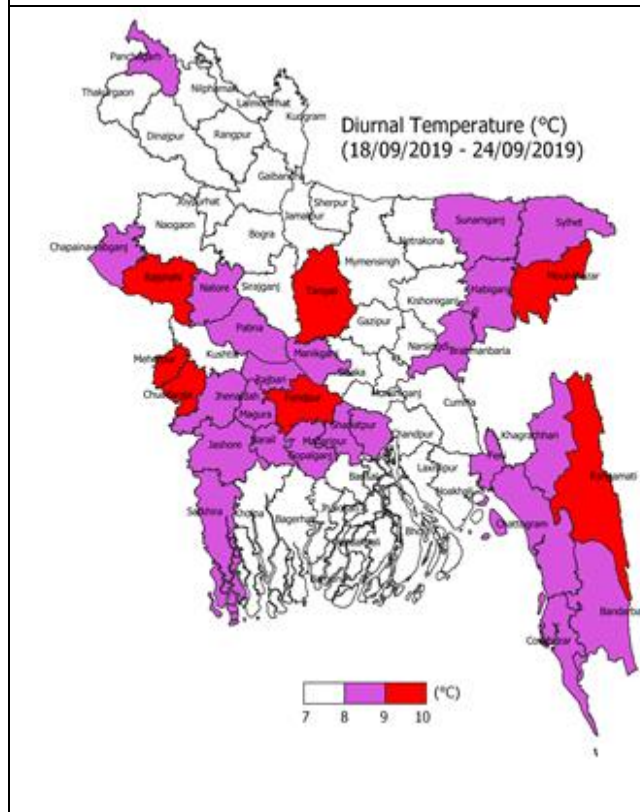 Panchagarh
Thakurgaon
Nilphamari
Lalmonirhat
Kurigram
Dinajpur
Rangpur
Diurnal Temperature (°C)
(18/09/2019 - 24/09/2019)
Gaibandha
Joypurhat
Sherpur
Naogaon
Jamalpur
Bogra
Netrakona
Sunamganj
Sylhet
Chapainawabganj
Mymensingh
Rajshahi
Natore
Sirajganj
Tangail
Kishoreganj
Habiganj
Moulvibazar
Pabna
Gazipur
Narsingdi
Brahmanbaria
Meherpur
Kushtia
Manikganj
Dhaka
Chuadanga
Jhenaidah
Rajbari
Faridpur
Munshiganj
Cumilla
Magura
Shariatpur
Khagrachhari
Jashore
Narail
Madaripur
Gopalganj
Chandpur
Feni
Rangamati
Laxmipur
Barisal
Noakhali
Satkhira
Khulna
Bagerhat
Chattogram
Bandarba
(°C)
7 8 9 10